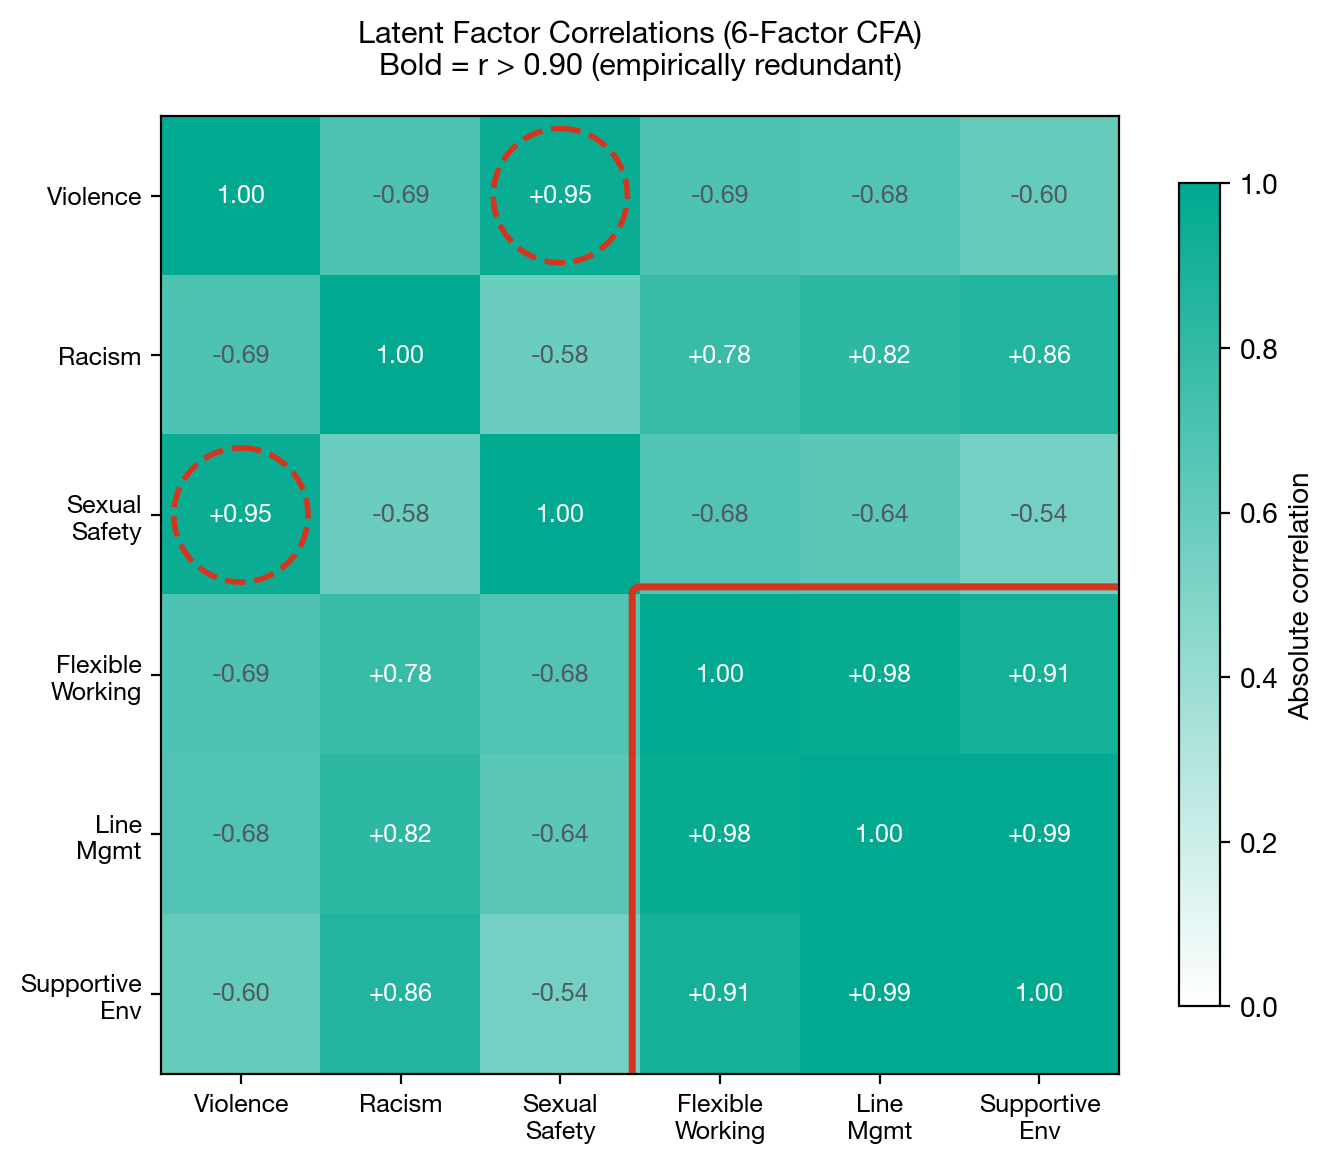 Latent Factor Correlations (6-Factor CFA)
Bold = r > 0.90 (empirically redundant)
Violence 1.00 -0.69 +0.95 -0.69 -0.68 -0.60
Racism -0.69 1.00 -0.58 +0.78 +0.82 +0.86
Sexual
Safety +0.95 -0.58 1.00 -0.68 -0.64 -0.54
Flexible
Working -0.69 +0.78 -0.68 1.00 +0.98 +0.91
Line
Mgmt -0.68 +0.82 -0.64 +0.98 1.00 +0.99
Supportive
Env -0.60 +0.86 -0.54 +0.91 +0.99 1.00
Violence Racism Sexual Flexible Line Supportive
Safety Working Mgmt Env
1.0
0.8
0.6
0.4
0.2
0.0
Absolute correlation